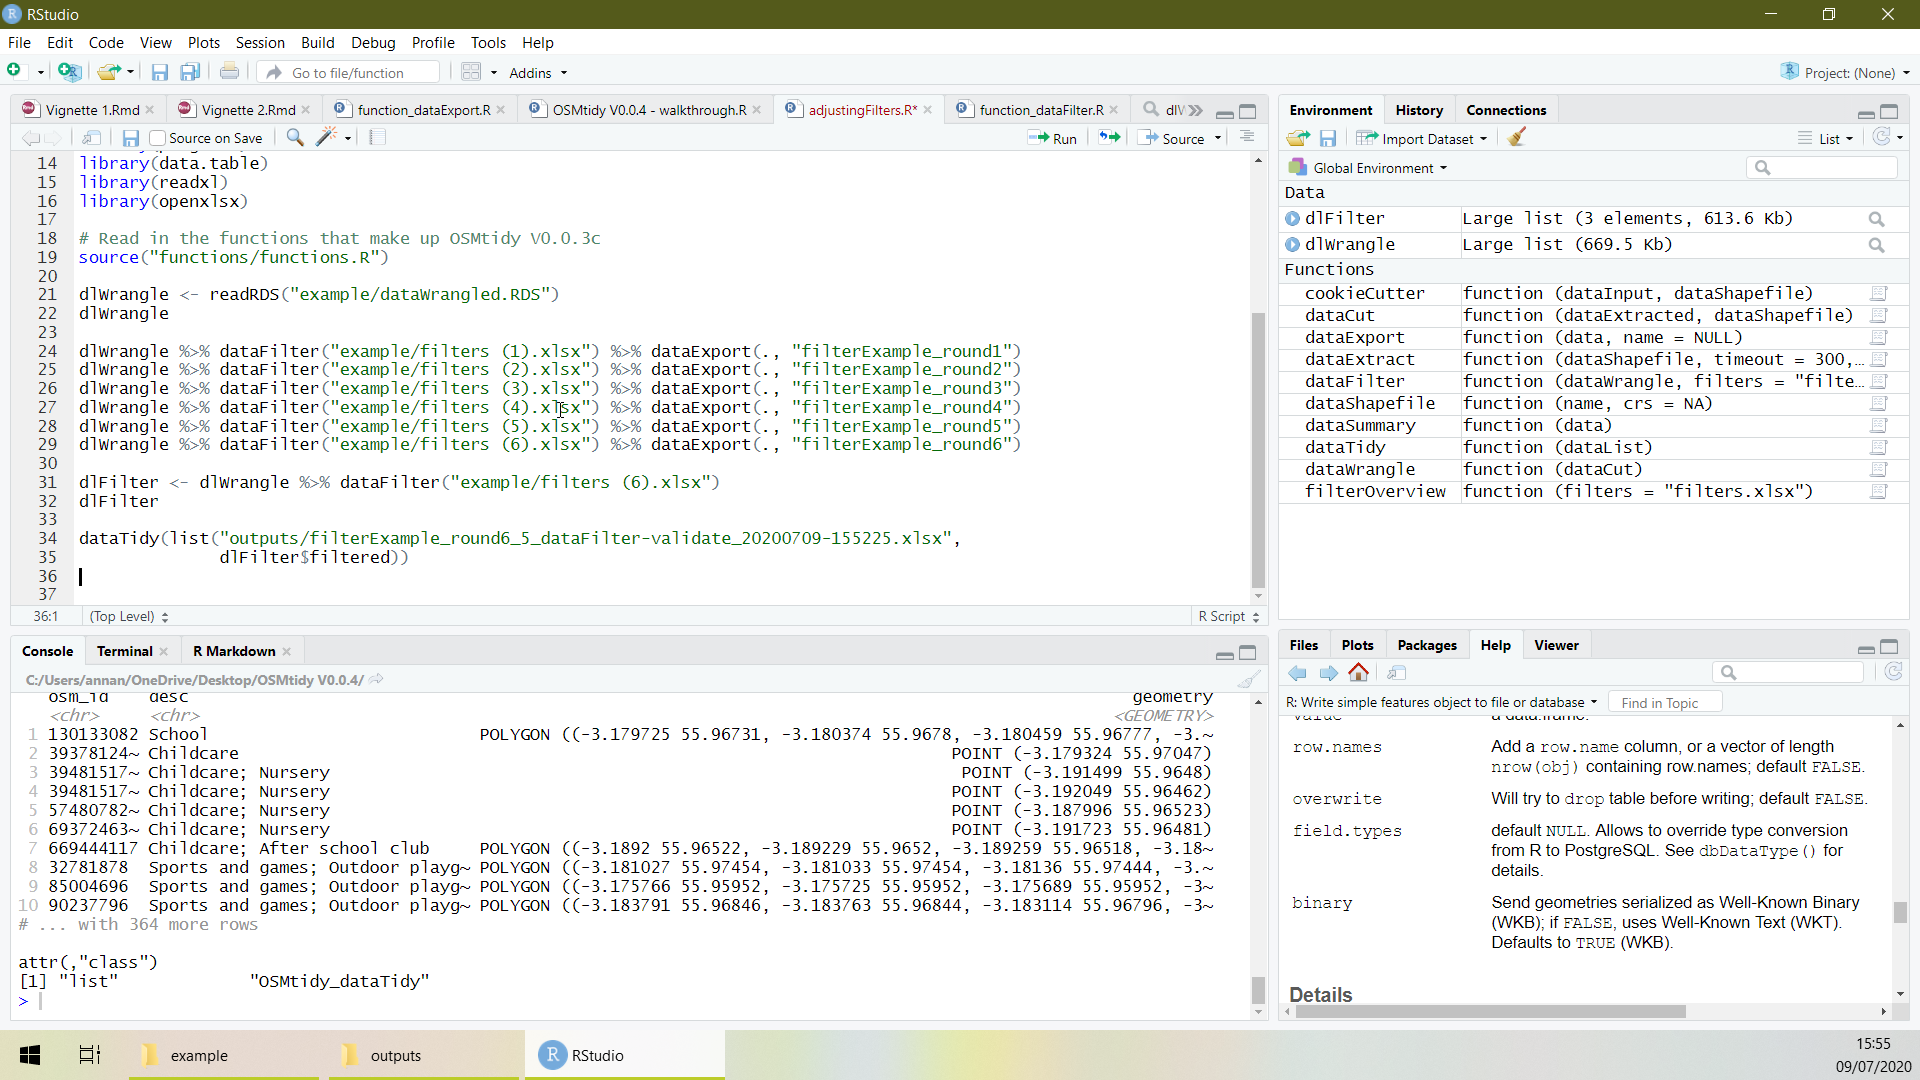 RStudio
File Edit Code View Plots Session Build Debug Profile Tools Help
Go to file/function Addins Project: (None)
Vignette 1.Rmd Vignette 2.Rmd function_dataExport.R OSMtidy V0.0.4 - walkthrough.R adjustingFilters.R* function_dataFilter.R
Source on Save Run Source
14 library(data.table)
15 library(readxl)
16 library(openxlsx)
17
18 # Read in the functions that make up OSMtidy V0.0.3c
19 source("functions/functions.R")
20
21 dlWrangle <- readRDS("example/dataWrangled.RDS")
22 dlWrangle
23
24 dlWrangle %>% dataFilter("example/filters (1).xlsx") %>% dataExport(., "filterExample_round1")
25 dlWrangle %>% dataFilter("example/filters (2).xlsx") %>% dataExport(., "filterExample_round2")
26 dlWrangle %>% dataFilter("example/filters (3).xlsx") %>% dataExport(., "filterExample_round3")
27 dlWrangle %>% dataFilter("example/filters (4).xlsx") %>% dataExport(., "filterExample_round4")
28 dlWrangle %>% dataFilter("example/filters (5).xlsx") %>% dataExport(., "filterExample_round5")
29 dlWrangle %>% dataFilter("example/filters (6).xlsx") %>% dataExport(., "filterExample_round6")
30
31 dlFilter <- dlWrangle %>% dataFilter("example/filters (6).xlsx")
32 dlFilter
33
34 dataTidy(list("outputs/filterExample_round6_5_dataFilter-validate_20200709-155225.xlsx",
35 dlFilter$filtered))
36
37
36:1 (Top Level) R Script
Console Terminal R Markdown
C:/Users/annan/OneDrive/Desktop/OSMtidy V0.0.4/
osm_id desc geometry
<chr> <chr> <GEOMETRY>
1 130133082 School POLYGON ((-3.179725 55.96731, -3.180374 55.9678, -3.180459 55.96777, -3.~
2 39378124~ Childcare POINT (-3.179324 55.97047)
3 39481517~ Childcare; Nursery POINT (-3.191499 55.9648)
4 39481517~ Childcare; Nursery POINT (-3.192049 55.96462)
5 57480782~ Childcare; Nursery POINT (-3.187996 55.96523)
6 69372463~ Childcare; Nursery POINT (-3.191723 55.96481)
7 669444117 Childcare; After school club POLYGON ((-3.1892 55.96522, -3.189229 55.9652, -3.189259 55.96518, -3.18~
8 32781878 Sports and games; Outdoor playg~ POLYGON ((-3.181027 55.97454, -3.181033 55.97454, -3.18136 55.97444, -3.~
9 85004696 Sports and games; Outdoor playg~ POLYGON ((-3.175766 55.95952, -3.175725 55.95952, -3.175689 55.95952, -3~
10 90237796 Sports and games; Outdoor playg~ POLYGON ((-3.183791 55.96846, -3.183763 55.96844, -3.183114 55.96796, -3~
# ... with 364 more rows
attr(,"class")
[1] "list" "OSMtidy_dataTidy"
>
Environment History Connections
Import Dataset List
Global Environment
Data
dlFilter Large list (3 elements, 613.6 Kb)
dlWrangle Large list (669.5 Kb)
Functions
cookieCutter function (dataInput, dataShapefile)
dataCut function (dataExtracted, dataShapefile)
dataExport function (data, name = NULL)
dataExtract function (dataShapefile, timeout = 300,...
dataFilter function (dataWrangle, filters = "filte...
dataShapefile function (name, crs = NA)
dataSummary function (data)
dataTidy function (dataList)
dataWrangle function (dataCut)
filterOverview function (filters = "filters.xlsx")
Files Plots Packages Help Viewer
R: Write simple features object to file or database Find in Topic
value a data.frame.
row.names Add a row.name column, or a vector of length
nrow(obj) containing row.names; default FALSE.
overwrite Will try to drop table before writing; default FALSE.
field.types default NULL. Allows to override type conversion
from R to PostgreSQL. See dbDataType() for
details.
binary Send geometries serialized as Well-Known Binary
(WKB); if FALSE, uses Well-Known Text (WKT).
Defaults to TRUE (WKB).
Details
example outputs RStudio
15:55
09/07/2020